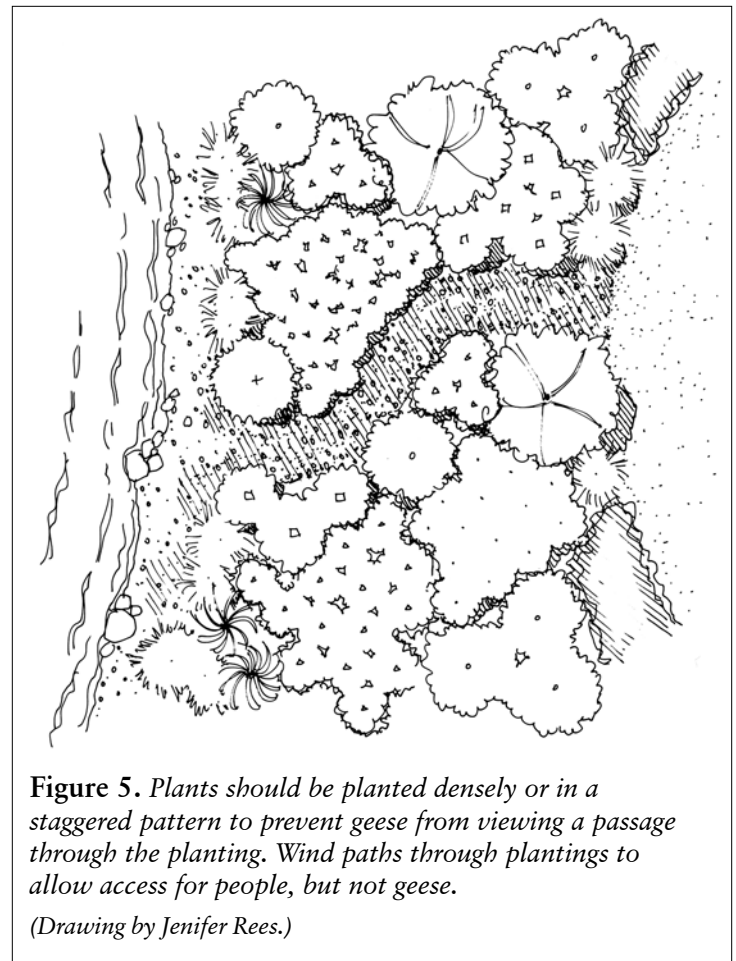 Figure 5. Plants should be planted densely or in a
staggered pattern to prevent geese from viewing a passage
through the planting. Wind paths through plantings to
allow access for people, but not geese.
(Drawing by Jenifer Rees.)